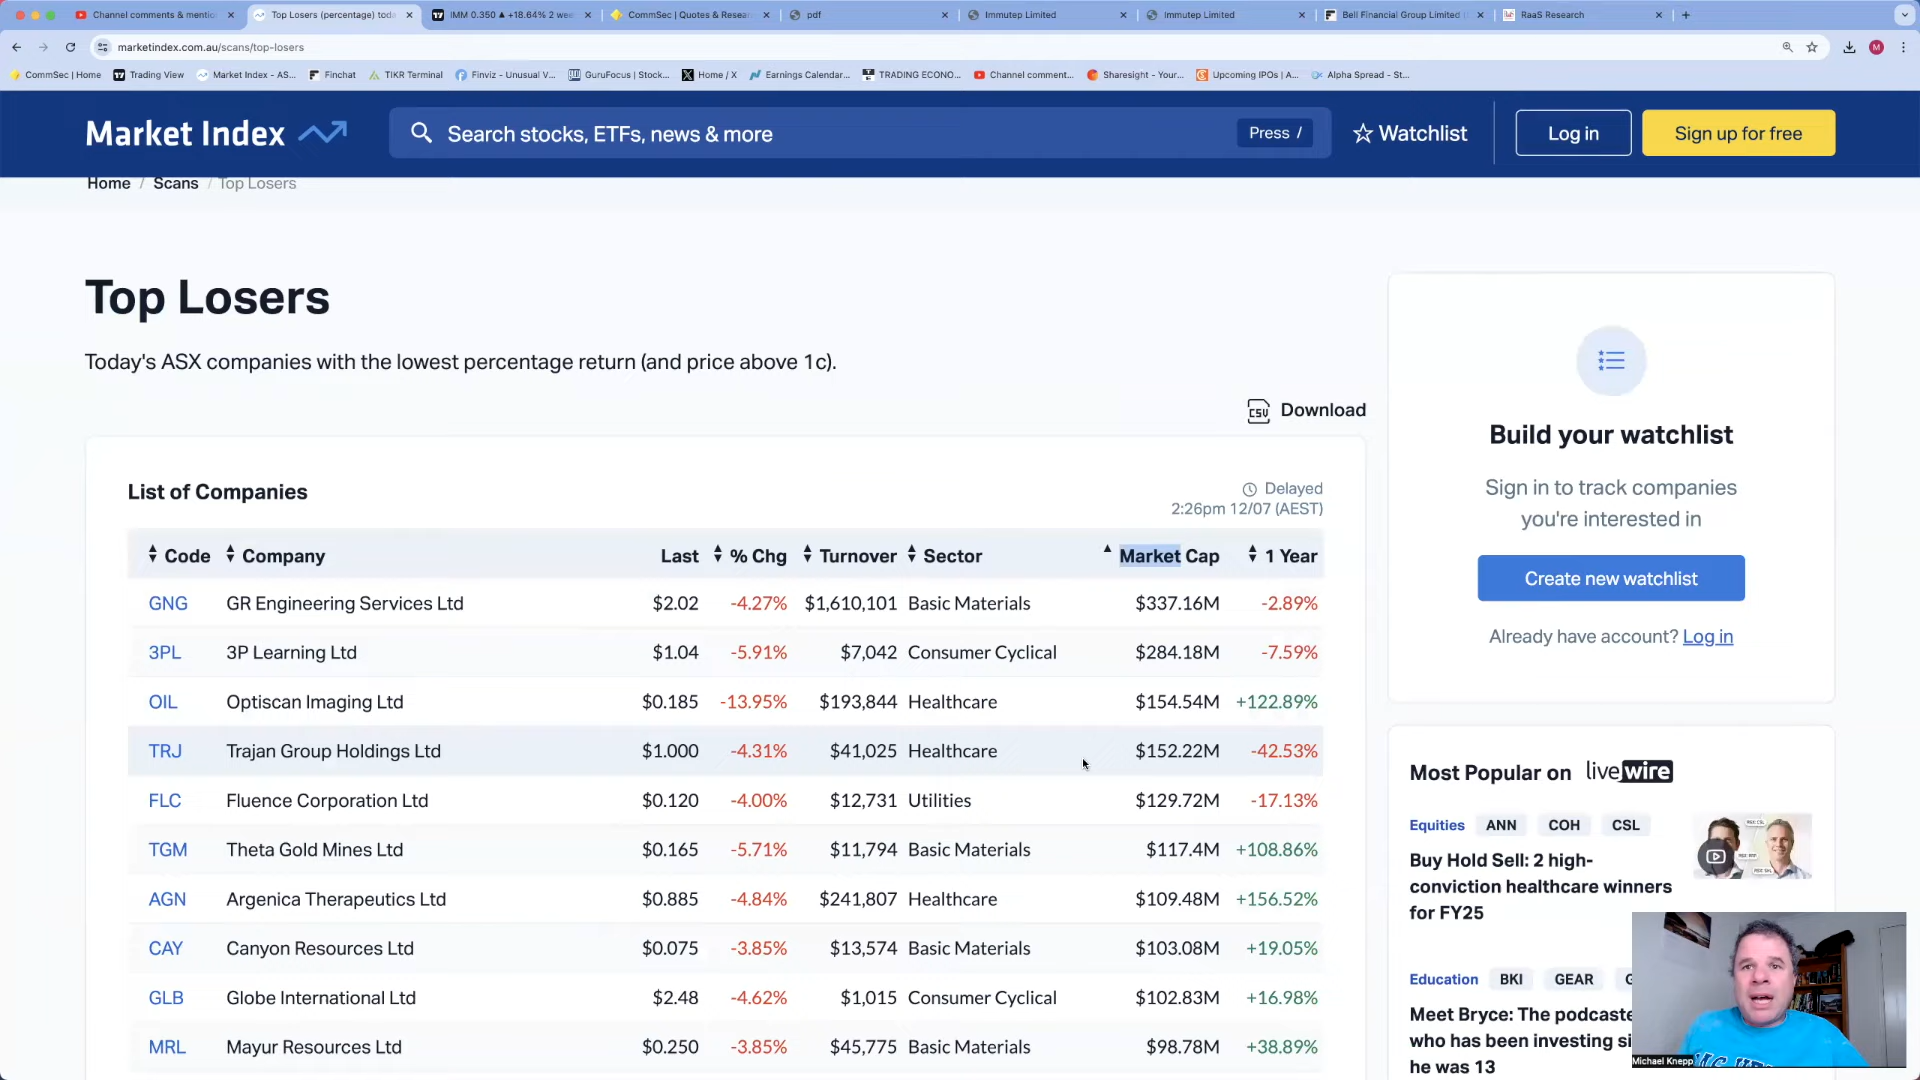 Channel comments & mentio
Top Losers (percentage) toda
IMM 0.350 ▲ +18.64% 2 wee
CommSec | Quotes & Resear
pdf
Immutep Limited
Immutep Limited
Bell Financial Group Limited (
RaaS Research
marketindex.com.au/scans/top-losers
CommSec | Home
Trading View
Market Index - AS...
Finchat
TIKR Terminal
Finviz - Unusual V...
GuruFocus | Stock...
Home / X
Earnings Calendar...
TRADING ECONO...
Channel comment...
Sharesight - Your...
Upcoming IPOs | A...
Alpha Spread - St...
Market Index
Search stocks, ETFs, news & more
Press /
Watchlist
Log in
Sign up for free
Home / Scans / Top Losers
Top Losers
Today's ASX companies with the lowest percentage return (and price above 1c).
CSV Download
List of Companies
Delayed
2:26pm 12/07 (AEST)
Code Company Last % Chg Turnover Sector Market Cap 1 Year
GNG GR Engineering Services Ltd $2.02 -4.27% $1,610,101 Basic Materials $337.16M -2.89%
3PL 3P Learning Ltd $1.04 -5.91% $7,042 Consumer Cyclical $284.18M -7.59%
OIL Optiscan Imaging Ltd $0.185 -13.95% $193,844 Healthcare $154.54M +122.89%
TRJ Trajan Group Holdings Ltd $1.000 -4.31% $41,025 Healthcare $152.22M -42.53%
FLC Fluence Corporation Ltd $0.120 -4.00% $12,731 Utilities $129.72M -17.13%
TGM Theta Gold Mines Ltd $0.165 -5.71% $11,794 Basic Materials $117.4M +108.86%
AGN Argenica Therapeutics Ltd $0.885 -4.84% $241,807 Healthcare $109.48M +156.52%
CAY Canyon Resources Ltd $0.075 -3.85% $13,574 Basic Materials $103.08M +19.05%
GLB Globe International Ltd $2.48 -4.62% $1,015 Consumer Cyclical $102.83M +16.98%
MRL Mayur Resources Ltd $0.250 -3.85% $45,775 Basic Materials $98.78M +38.89%
Build your watchlist
Sign in to track companies
you're interested in
Create new watchlist
Already have account? Log in
Most Popular on livewire
Equities ANN COH CSL
Buy Hold Sell: 2 high-
conviction healthcare winners
for FY25
Education BKI GEAR G
Meet Bryce: The podcaste
who has been investing si
he was 13
Michael Knepp